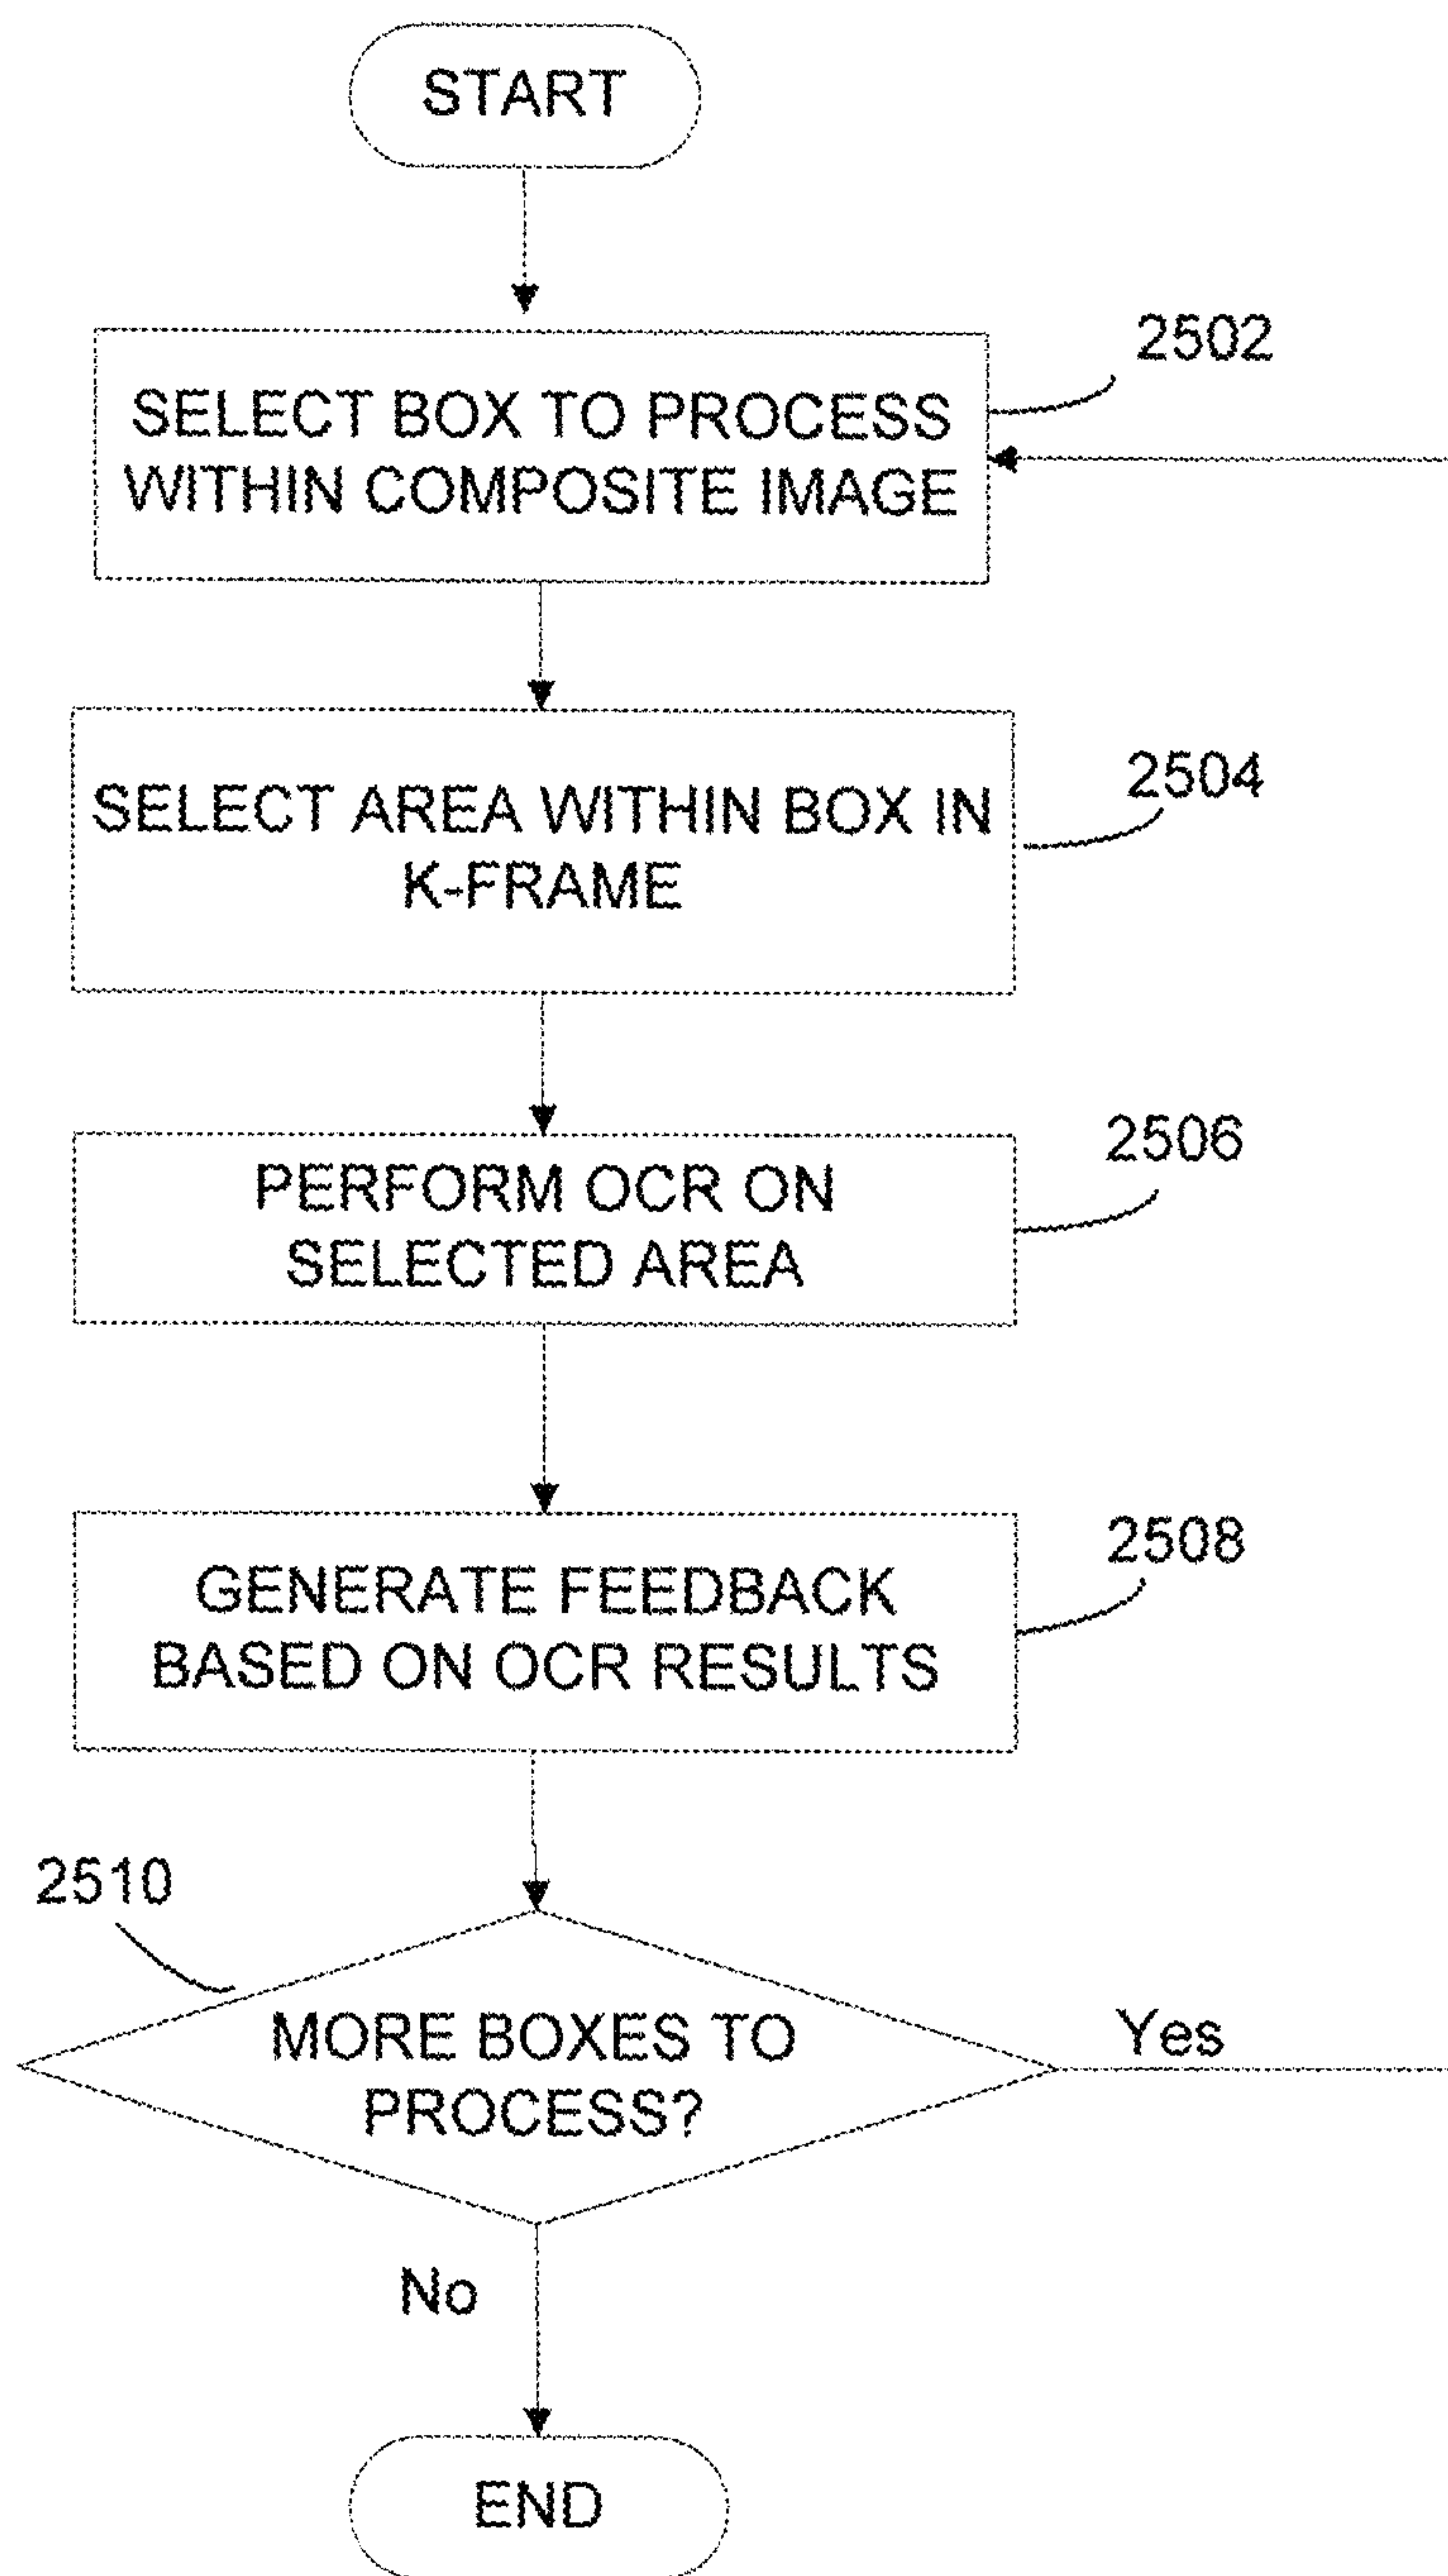 START
2502
SELECT BOX TO PROCESS
WITHIN COMPOSITE IMAGE
2504
SELECT AREA WITHIN BOX IN
K-FRAME
2506
PERFORM OCR ON
SELECTED AREA
2508
GENERATE FEEDBACK
BASED ON OCR RESULTS
2510
MORE BOXES TO
PROCESS?
Yes
No
END